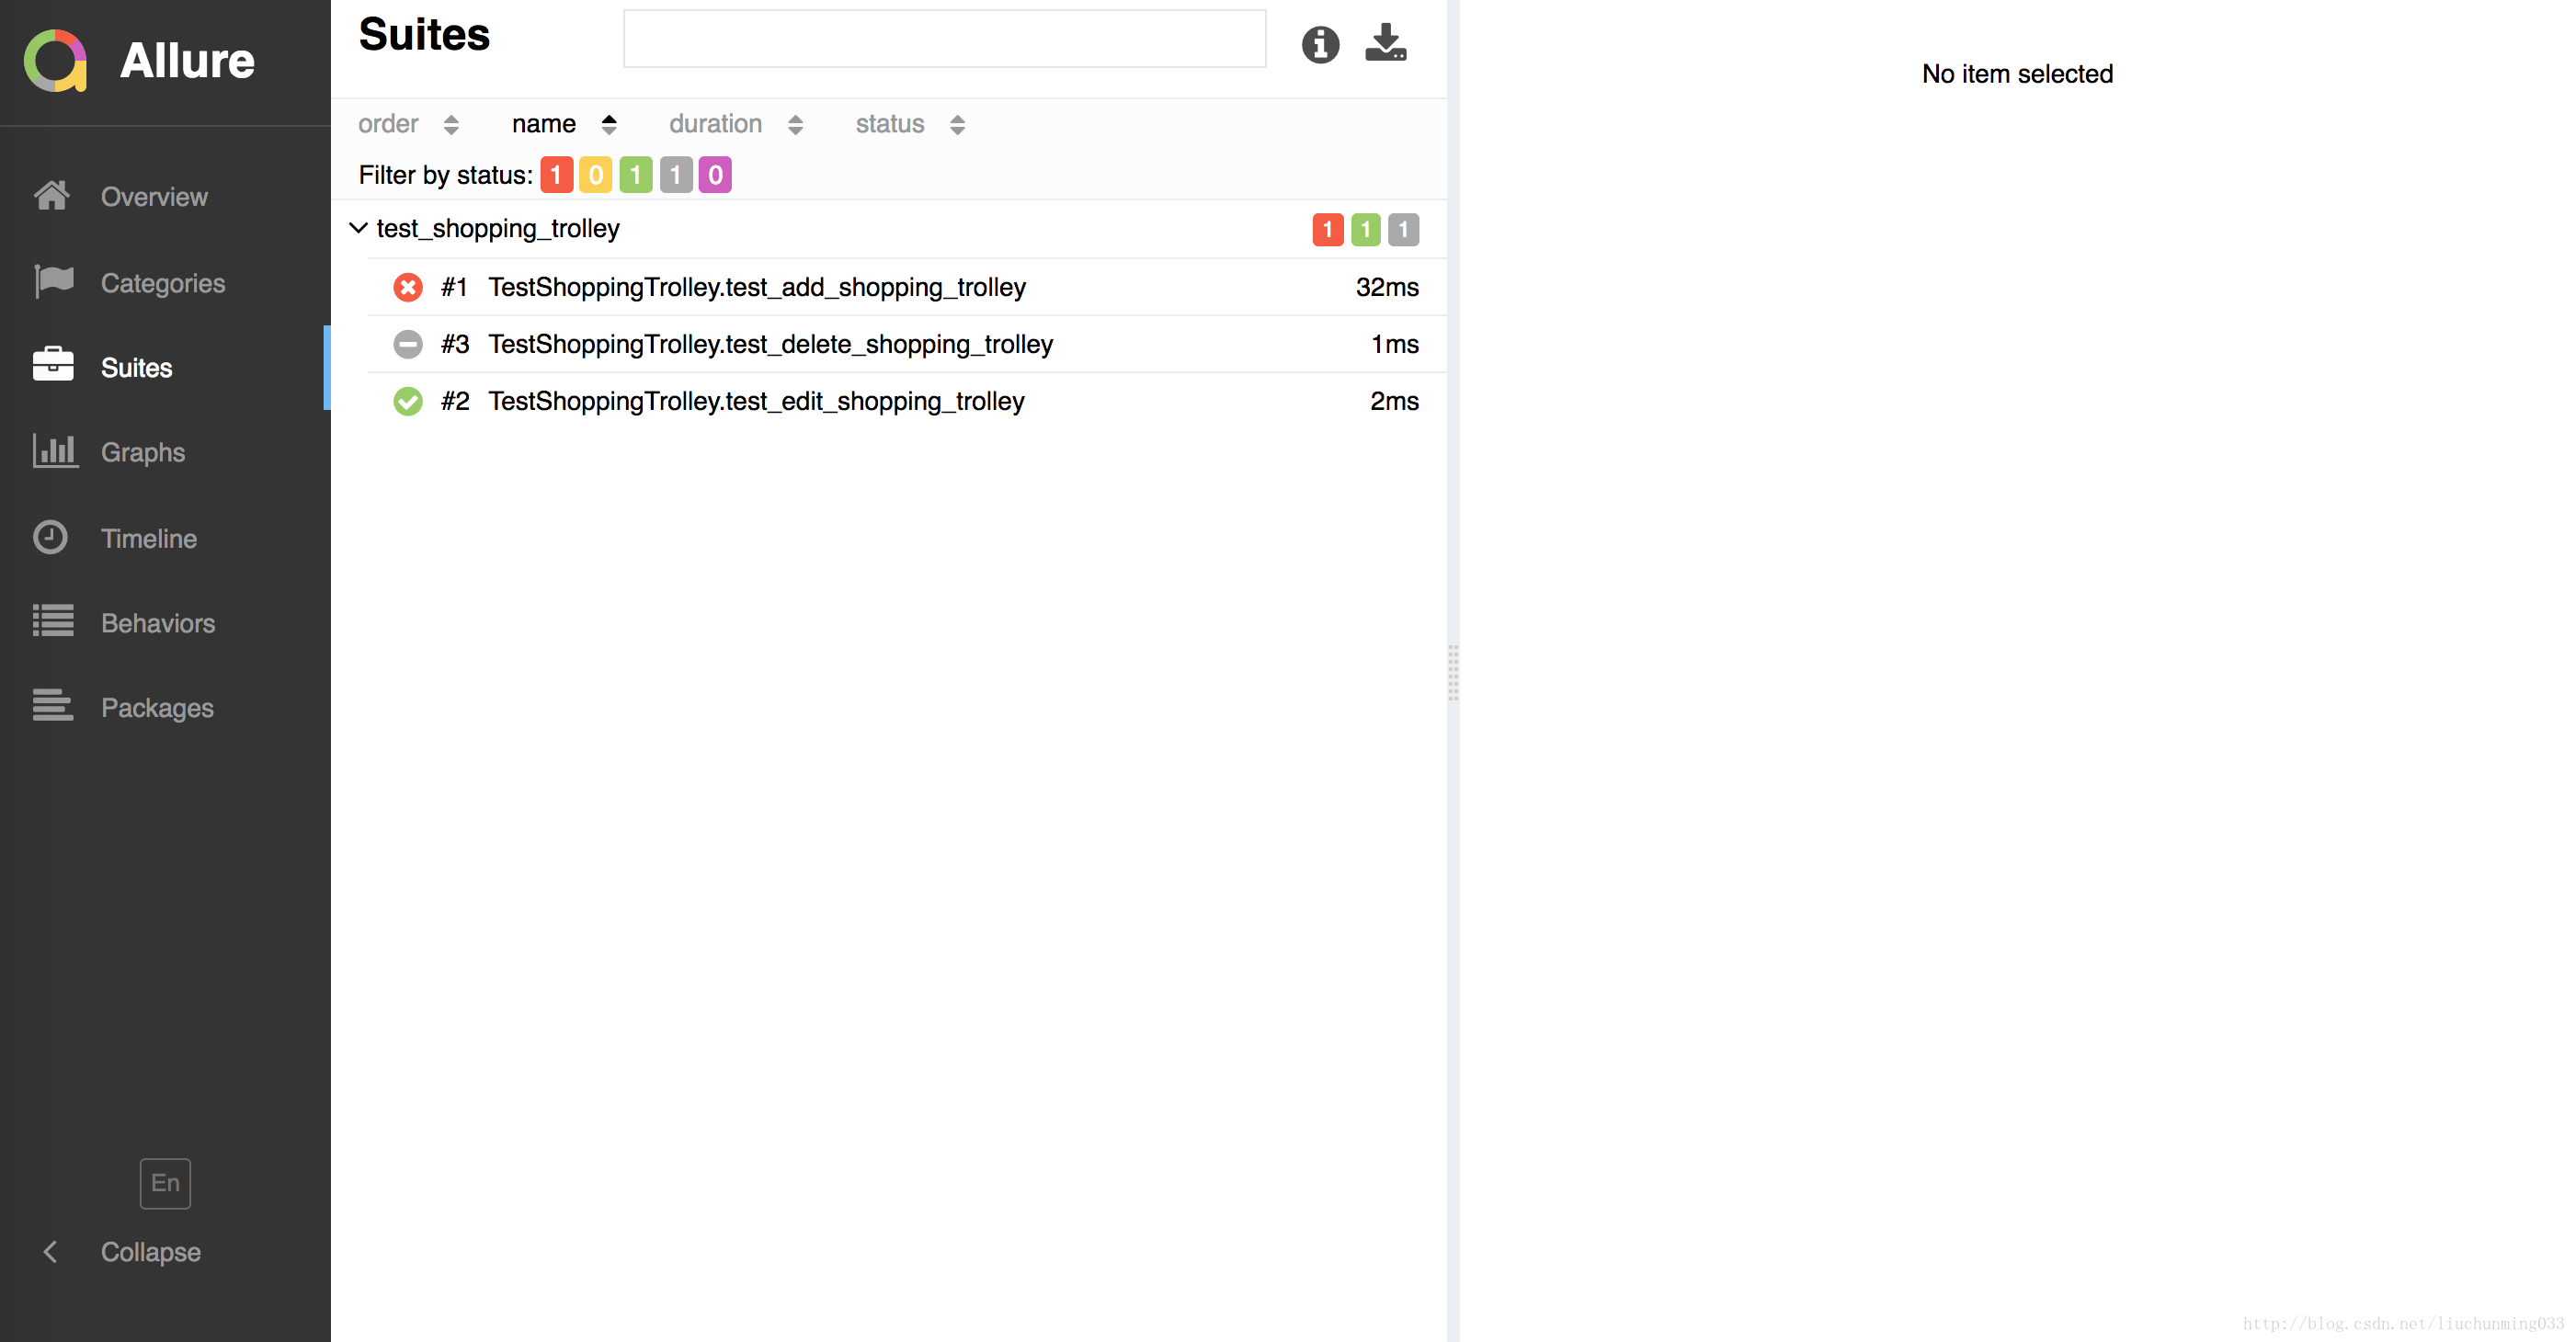 Allure
Overview
Categories
Suites
Graphs
Timeline
Behaviors
Packages
En
Collapse
Suites
order name duration status
Filter by status: 1 0 1 1 0
test_shopping_trolley 1 1 1
#1 TestShoppingTrolley.test_add_shopping_trolley 32ms
#3 TestShoppingTrolley.test_delete_shopping_trolley 1ms
#2 TestShoppingTrolley.test_edit_shopping_trolley 2ms
No item selected
http://blog.csdn.net/liuchunming033